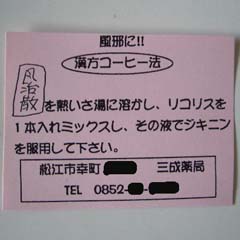 風邪に!!
漢方コーヒー法
風治散を熱いさ湯に溶かし、リコリスを
1本入れミックスし、その液でジキニン
を服用して下さい。
松江市幸町 三成薬局
TEL 0852- -